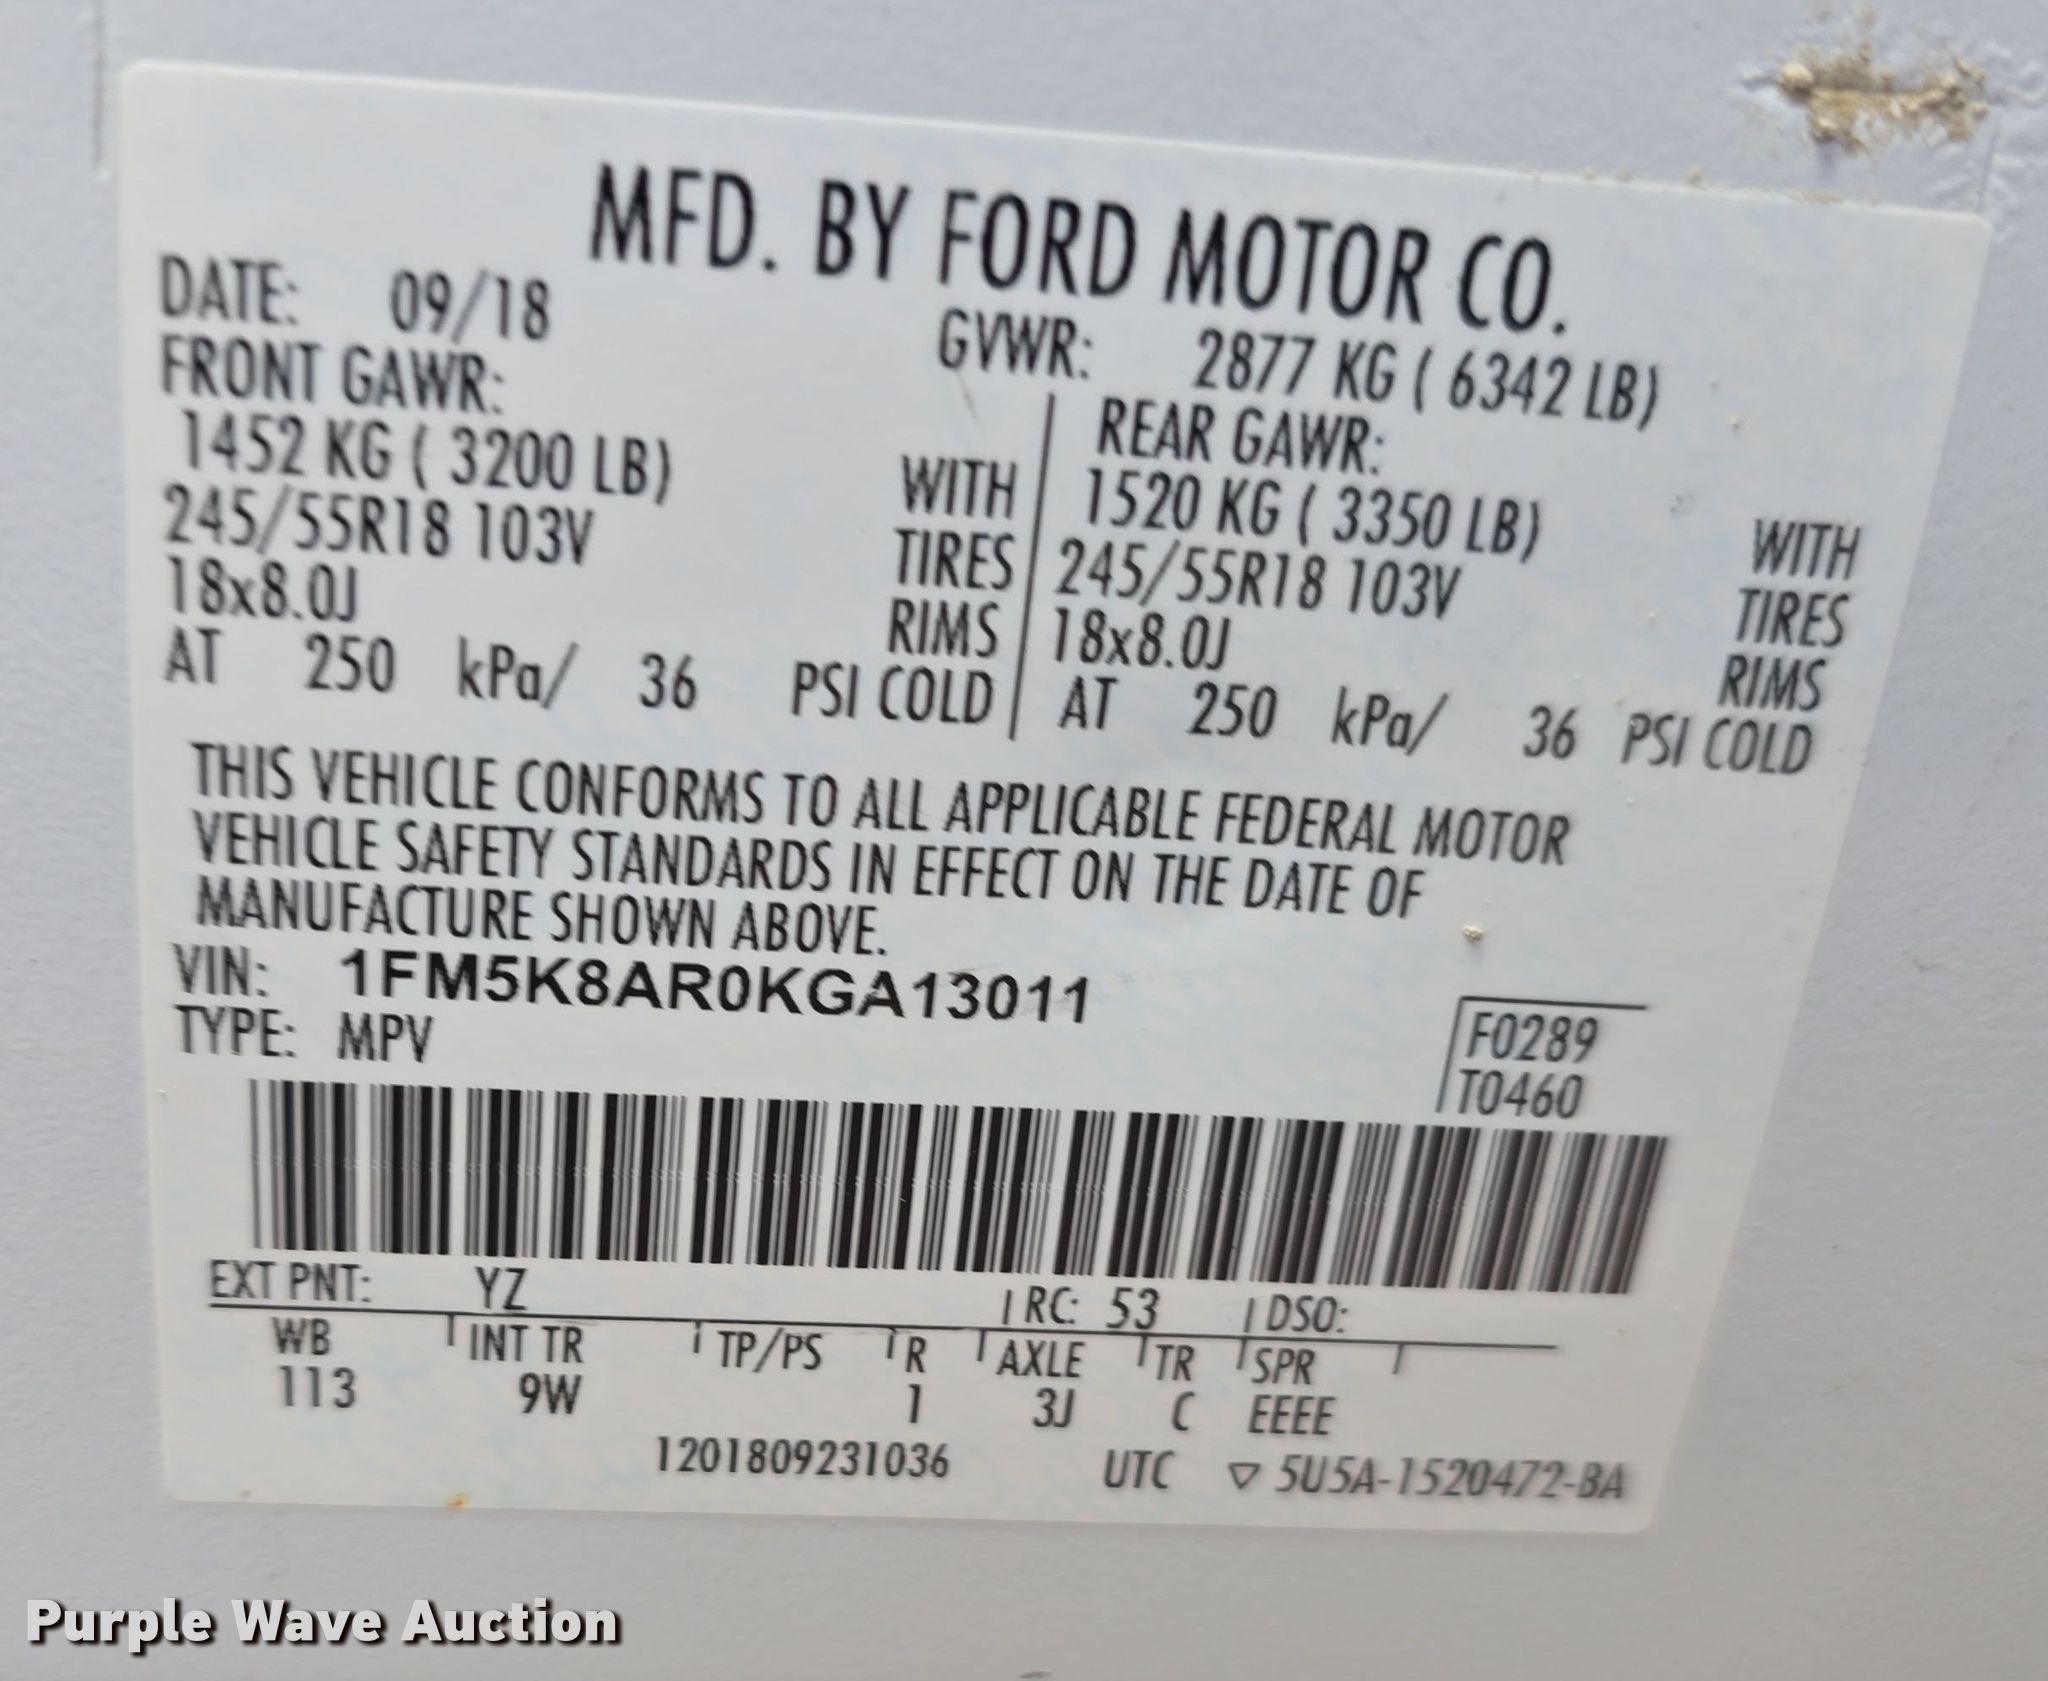 MFD. BY FORD MOTOR CO.
DATE: 09/18
GVWR: 2877 KG ( 6342 LB)
FRONT GAWR:
1452 KG ( 3200 LB) WITH
245/55R18 103V TIRES
18x8.0J RIMS
AT 250 kPa/ 36 PSI COLD
REAR GAWR:
1520 KG ( 3350 LB) WITH
245/55R18 103V TIRES
18x8.0J RIMS
AT 250 kPa/ 36 PSI COLD
THIS VEHICLE CONFORMS TO ALL APPLICABLE FEDERAL MOTOR
VEHICLE SAFETY STANDARDS IN EFFECT ON THE DATE OF
MANUFACTURE SHOWN ABOVE.
VIN: 1FM5K8AR0KGA13011
TYPE: MPV
F0289
T0460
EXT PNT: YZ RC: 53 DSO:
WB INT TR TP/PS R AXLE TR SPR
113 9W 1 3J C EEEE
1201809231036 UTC ▽ 5U5A-1520472-BA
Purple Wave Auction